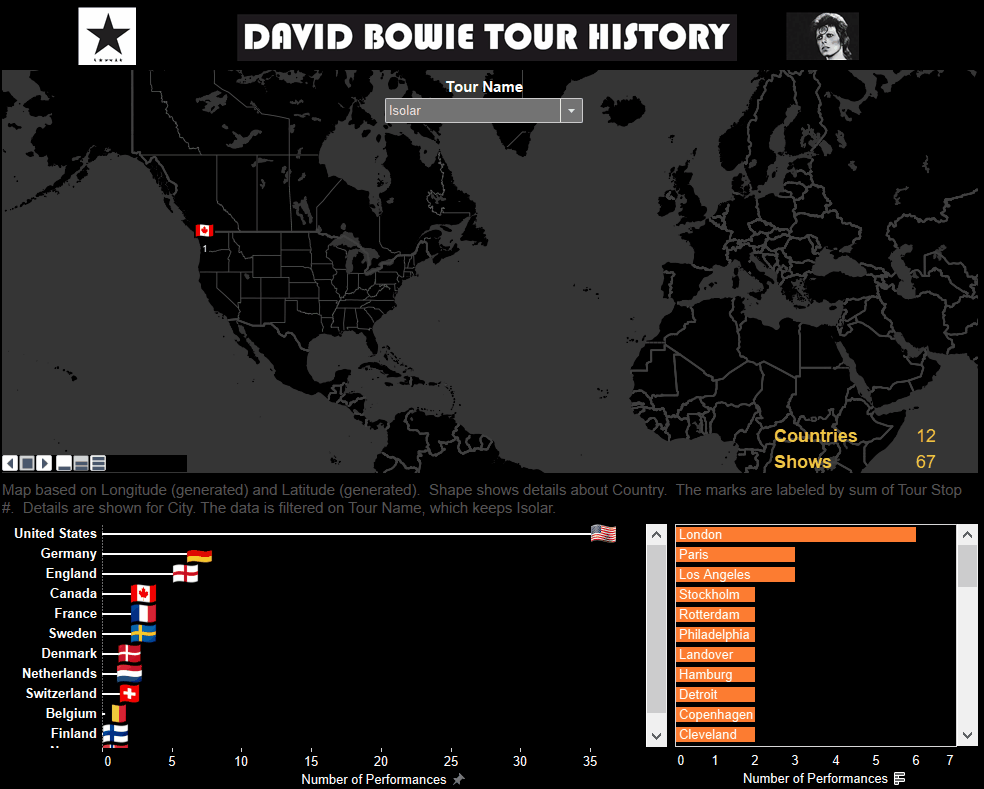 DAVID BOWIE TOUR HISTORY
Tour Name
Isolar
1
Countries 12
Shows 67
Map based on Longitude (generated) and Latitude (generated). Shape shows details about Country. The marks are labeled by sum of Tour Stop
#. Details are shown for City. The data is filtered on Tour Name, which keeps Isolar.
United States
Germany
England
Canada
France
Sweden
Denmark
Netherlands
Switzerland
Belgium
Finland
0 5 10 15 20 25 30 35
Number of Performances
London
Paris
Los Angeles
Stockholm
Rotterdam
Philadelphia
Landover
Hamburg
Detroit
Copenhagen
Cleveland
0 1 2 3 4 5 6 7
Number of Performances